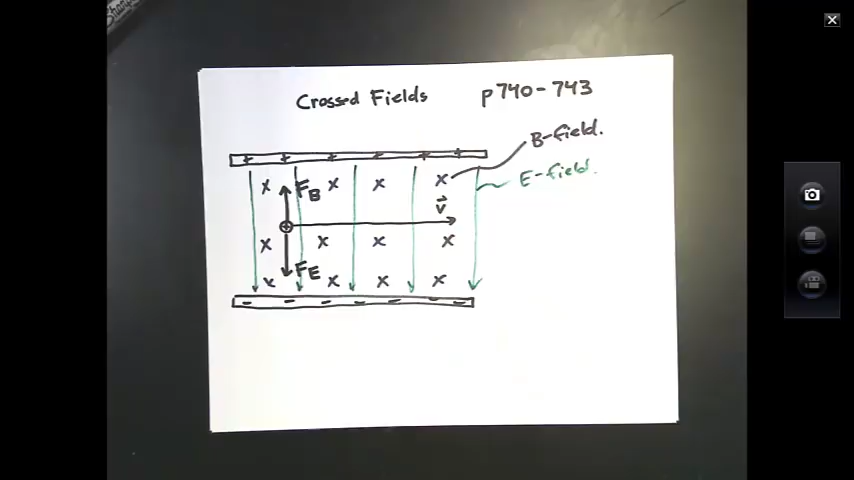 Crossed Fields p740-743
B-field.
E-field.
+ + + + + +
x FB x x x
v
+
x x x x
FE
x x x x
- - - - - - -